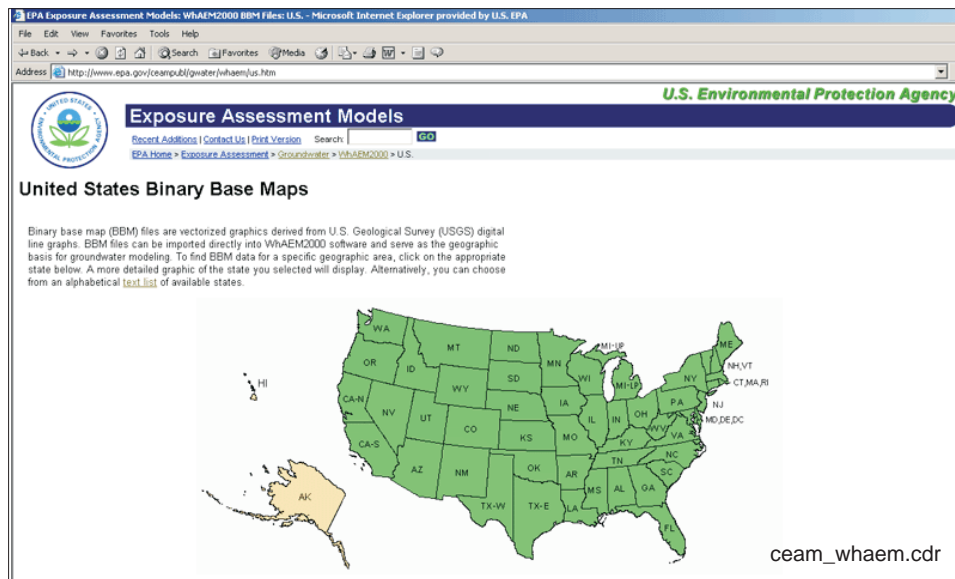 EPA Exposure Assessment Models: WhAEM2000 BBM Files: U.S. - Microsoft Internet Explorer provided by U.S. EPA
File Edit View Favorites Tools Help
Back Search Favorites Media
Address http://www.epa.gov/ceampubl/gwater/whaem/us.htm
U.S. Environmental Protection Agency
UNITED STATES ENVIRONMENTAL PROTECTION AGENCY
Exposure Assessment Models
Recent Additions | Contact Us | Print Version Search: GO
EPA Home > Exposure Assessment > Groundwater > WhAEM2000 > U.S.
United States Binary Base Maps
Binary base map (BBM) files are vectorized graphics derived from U.S. Geological Survey (USGS) digital
line graphs. BBM files can be imported directly into WhAEM2000 software and serve as the geographic
basis for groundwater modeling. To find BBM data for a specific geographic area, click on the appropriate
state below. A more detailed graphic of the state you selected will display. Alternatively, you can choose
from an alphabetical text list of available states.
WA MT ND MN MI-UP ME
OR ID SD WI MI-LP NY NH,VT
HI WY CT,MA,RI
CA-N NV UT NE IA PA NJ
CO IL IN OH MD,DE,DC
CA-S KS MO WV VA
KY
AZ NM OK AR TN NC
SC
AK TX-W TX-E LA MS AL GA
FL
ceam_whaem.cdr